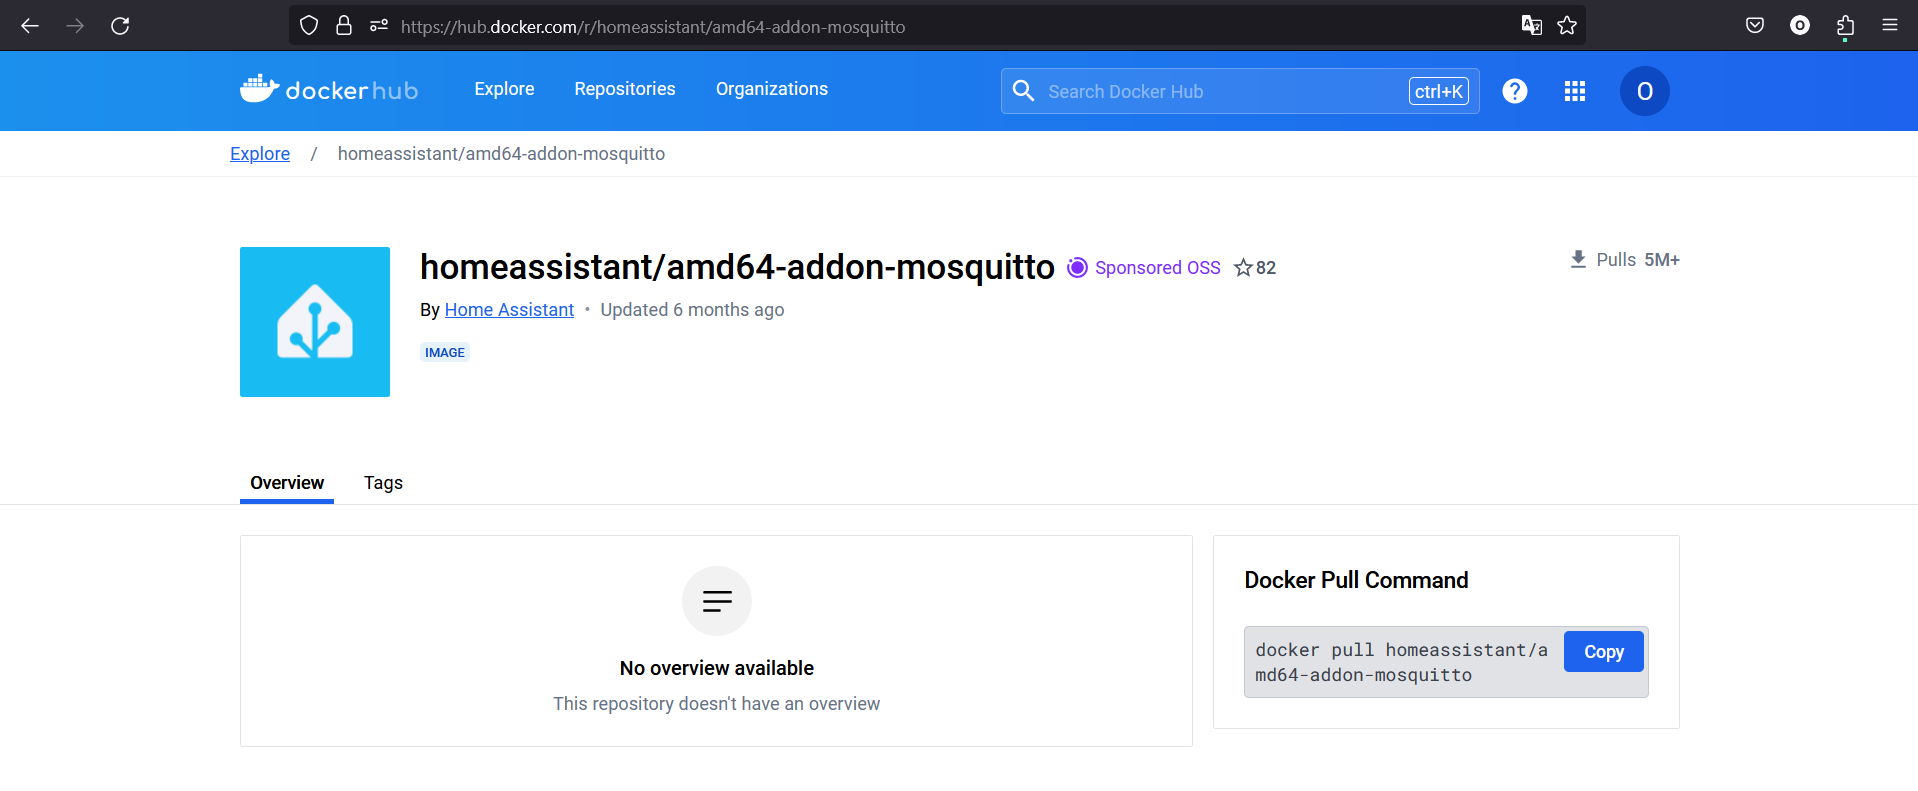 https://hub.docker.com/r/homeassistant/amd64-addon-mosquitto
dockerhub
Explore
Repositories
Organizations
Search Docker Hub
ctrl+K
?
O
Explore / homeassistant/amd64-addon-mosquitto
homeassistant/amd64-addon-mosquitto
Sponsored OSS
82
Pulls 5M+
By Home Assistant • Updated 6 months ago
IMAGE
Overview
Tags
No overview available
This repository doesn't have an overview
Docker Pull Command
docker pull homeassistant/a
md64-addon-mosquitto
Copy